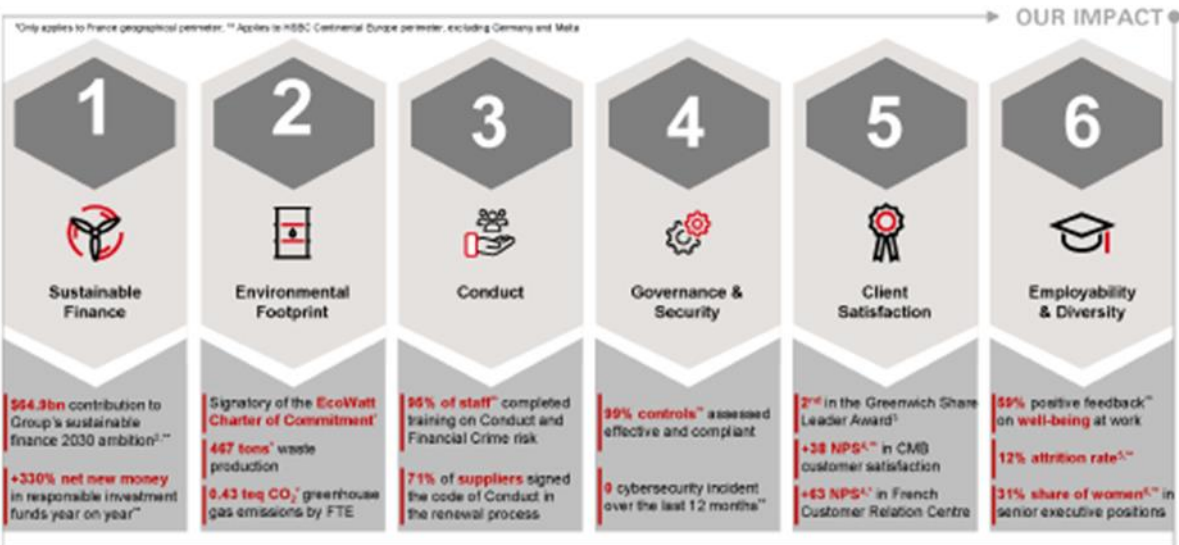 OUR IMPACT
*Only applies to France geographical perimeter, ** Applies to HSBC Continental Europe perimeter, excluding Germany and Malta
1
Sustainable
Finance
$64.9bn contribution to
Group's sustainable
finance 2030 ambition
+330% net new money
in responsible investment
funds year on year**
2
Environmental
Footprint
Signatory of the EcoWatt
Charter of Commitment*
467 tons* waste
production
0.43 teq CO₂* greenhouse
gas emissions by FTE
3
Conduct
staff** completed
training on Conduct and
Financial Crime risk
71% of suppliers signed
the code of Conduct in
the renewal process
4
Governance &
Security
99% controls** assessed
effective and compliant
0 cybersecurity incident
over the last 12 months**
5
Client
Satisfaction
2nd in the Greenwich Share
Leader Award
+38 NPS in CMB
customer satisfaction
+63 NPS in French
Customer Relation Centre
6
Employability
& Diversity
positive feedback**
on well-being at work
12% attrition rate
31% share of women in
senior executive positions